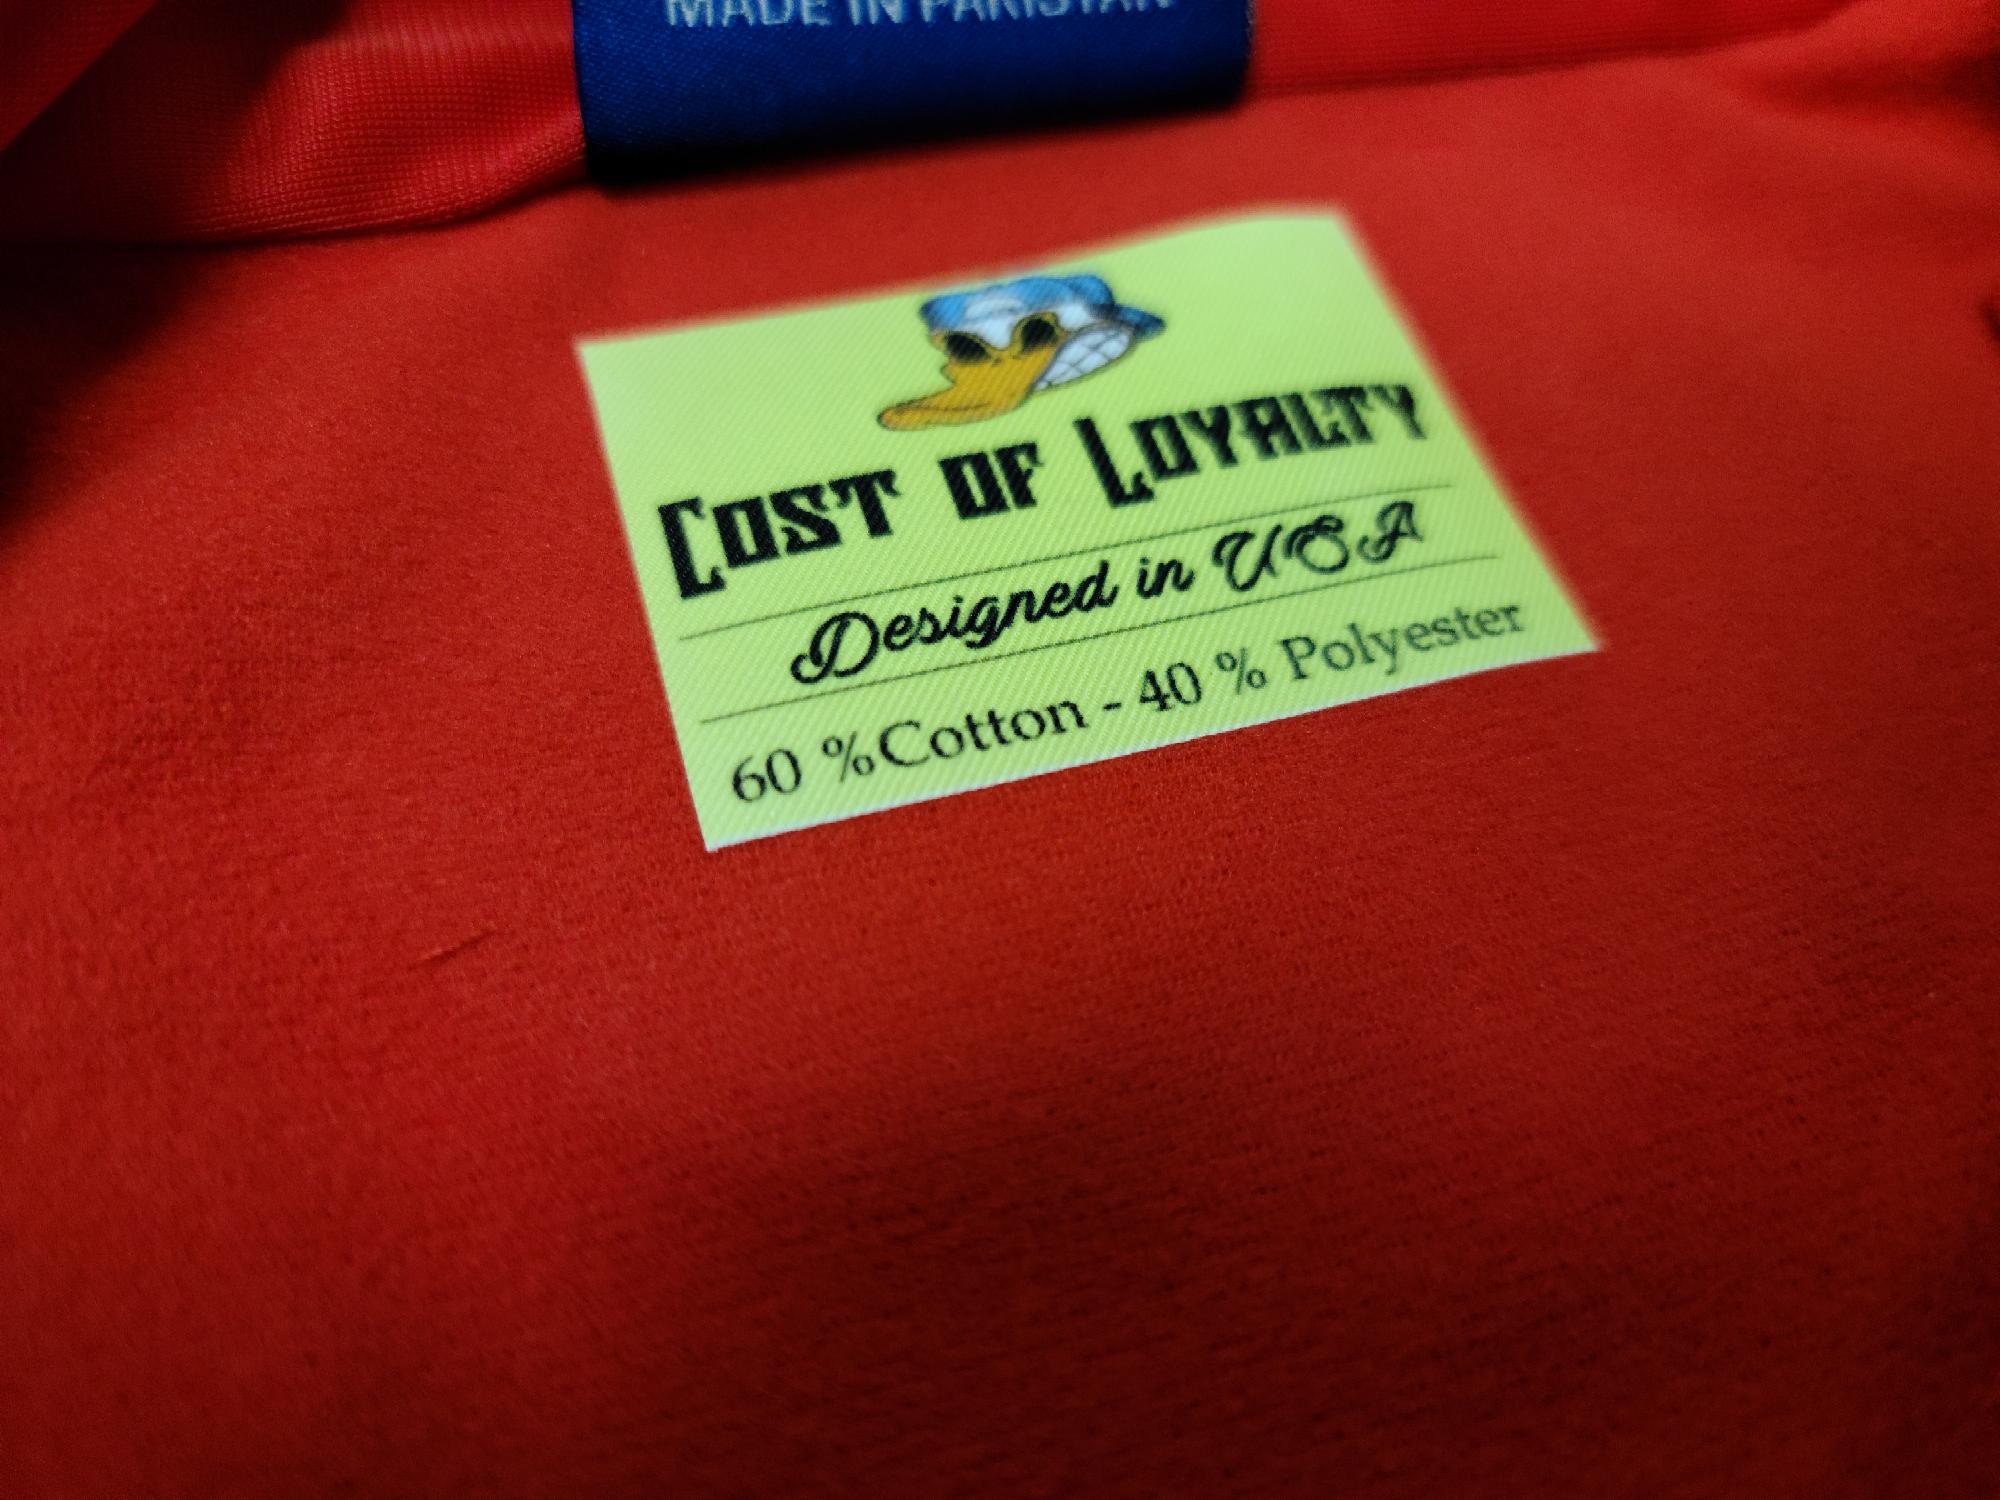 MADE IN PAKISTAN
COST OF LOYALTY
Designed in USA
60 %Cotton - 40 % Polyester